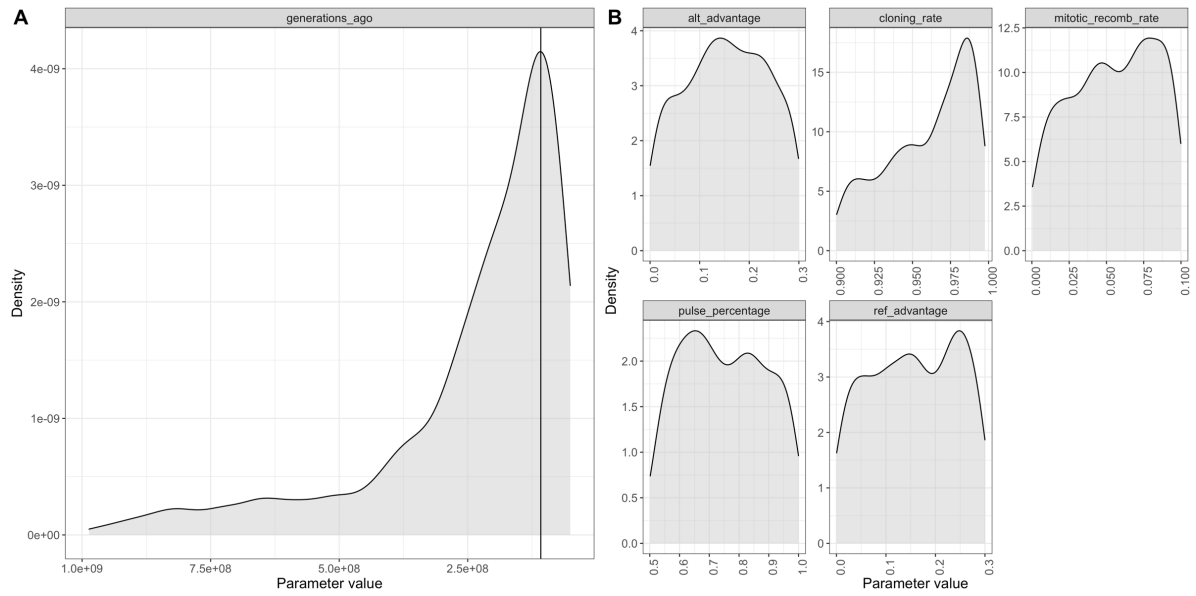 A
generations_ago
Density
4e-09
3e-09
2e-09
1e-09
0e+00
1.0e+09 7.5e+08 5.0e+08 2.5e+08
Parameter value
B
Density
alt_advantage
4
3
2
1
0
0.0 0.1 0.2 0.3
cloning_rate
15
10
5
0
0.900 0.925 0.950 0.975 1.000
mitotic_recomb_rate
12.5
10.0
7.5
5.0
2.5
0.0
0.000 0.025 0.050 0.075 0.100
pulse_percentage
2.0
1.5
1.0
0.5
0.0
0.5 0.6 0.7 0.8 0.9 1.0
ref_advantage
4
3
2
1
0
0.0 0.1 0.2 0.3
Parameter value